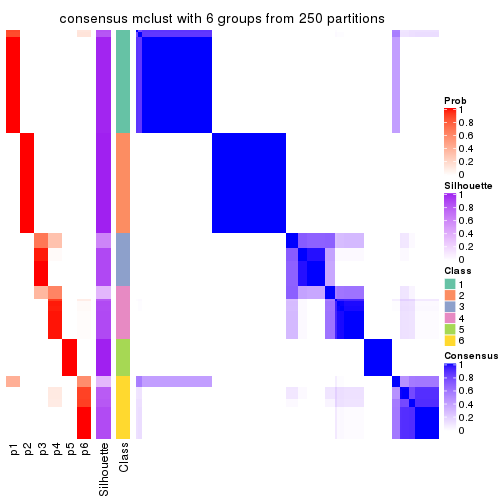 consensus mclust with 6 groups from 250 partitions
Prob
1
0.8
0.6
0.4
0.2
0
Silhouette
1
0.8
0.6
0.4
0.2
0
Class
1
2
3
4
5
6
Consensus
1
0.8
0.6
0.4
0.2
0
p1
p2
p3
p4
p5
p6
Silhouette
Class